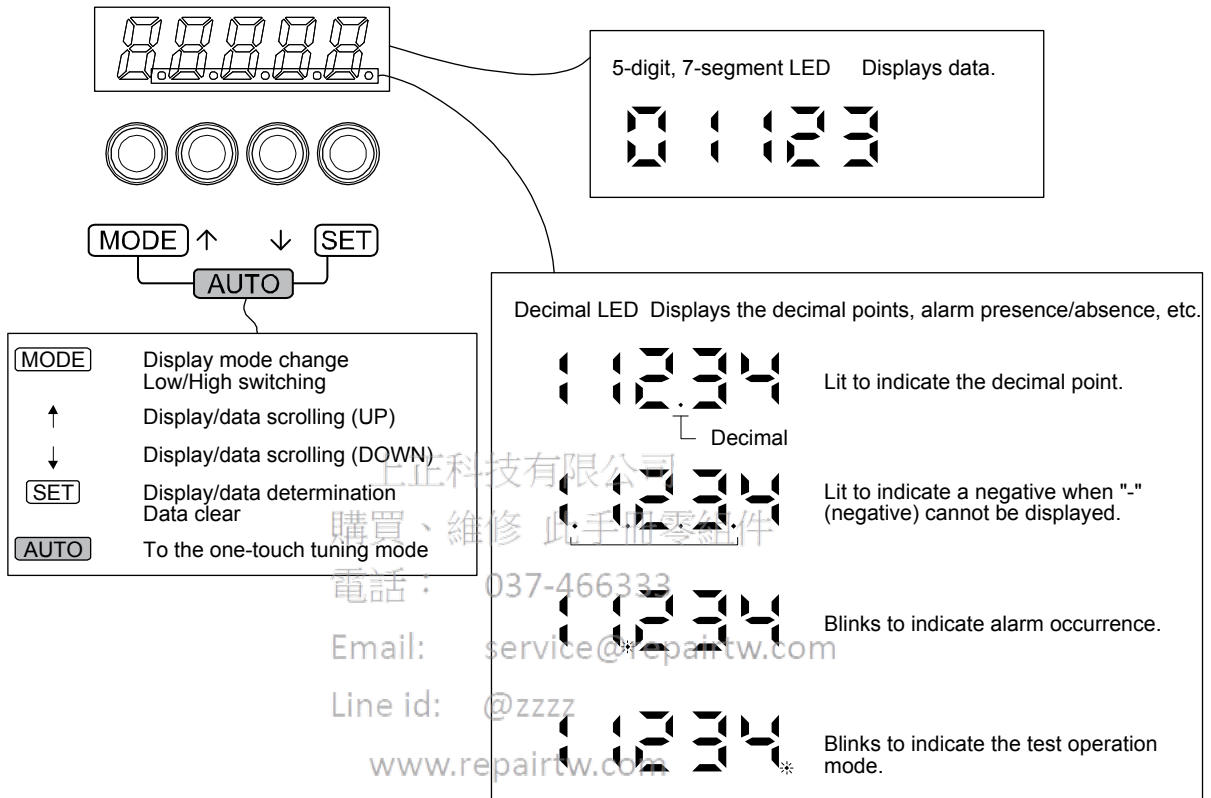 5-digit, 7-segment LED Displays data.
01123
MODE ↑ ↓ SET
AUTO
Decimal LED Displays the decimal points, alarm presence/absence, etc.
11234
Lit to indicate the decimal point.
Decimal
11234
Lit to indicate a negative when "-"
(negative) cannot be displayed.
11234
Blinks to indicate alarm occurrence.
11234
Blinks to indicate the test operation
mode.
MODE Display mode change
Low/High switching
↑ Display/data scrolling (UP)
↓ Display/data scrolling (DOWN)
SET Display/data determination
Data clear
AUTO To the one-touch tuning mode
上正科技有限公司
購買、維修 此手冊零組件
電話： 037-466333
Email: service@repairtw.com
Line id: @zzzz
www.repairtw.com